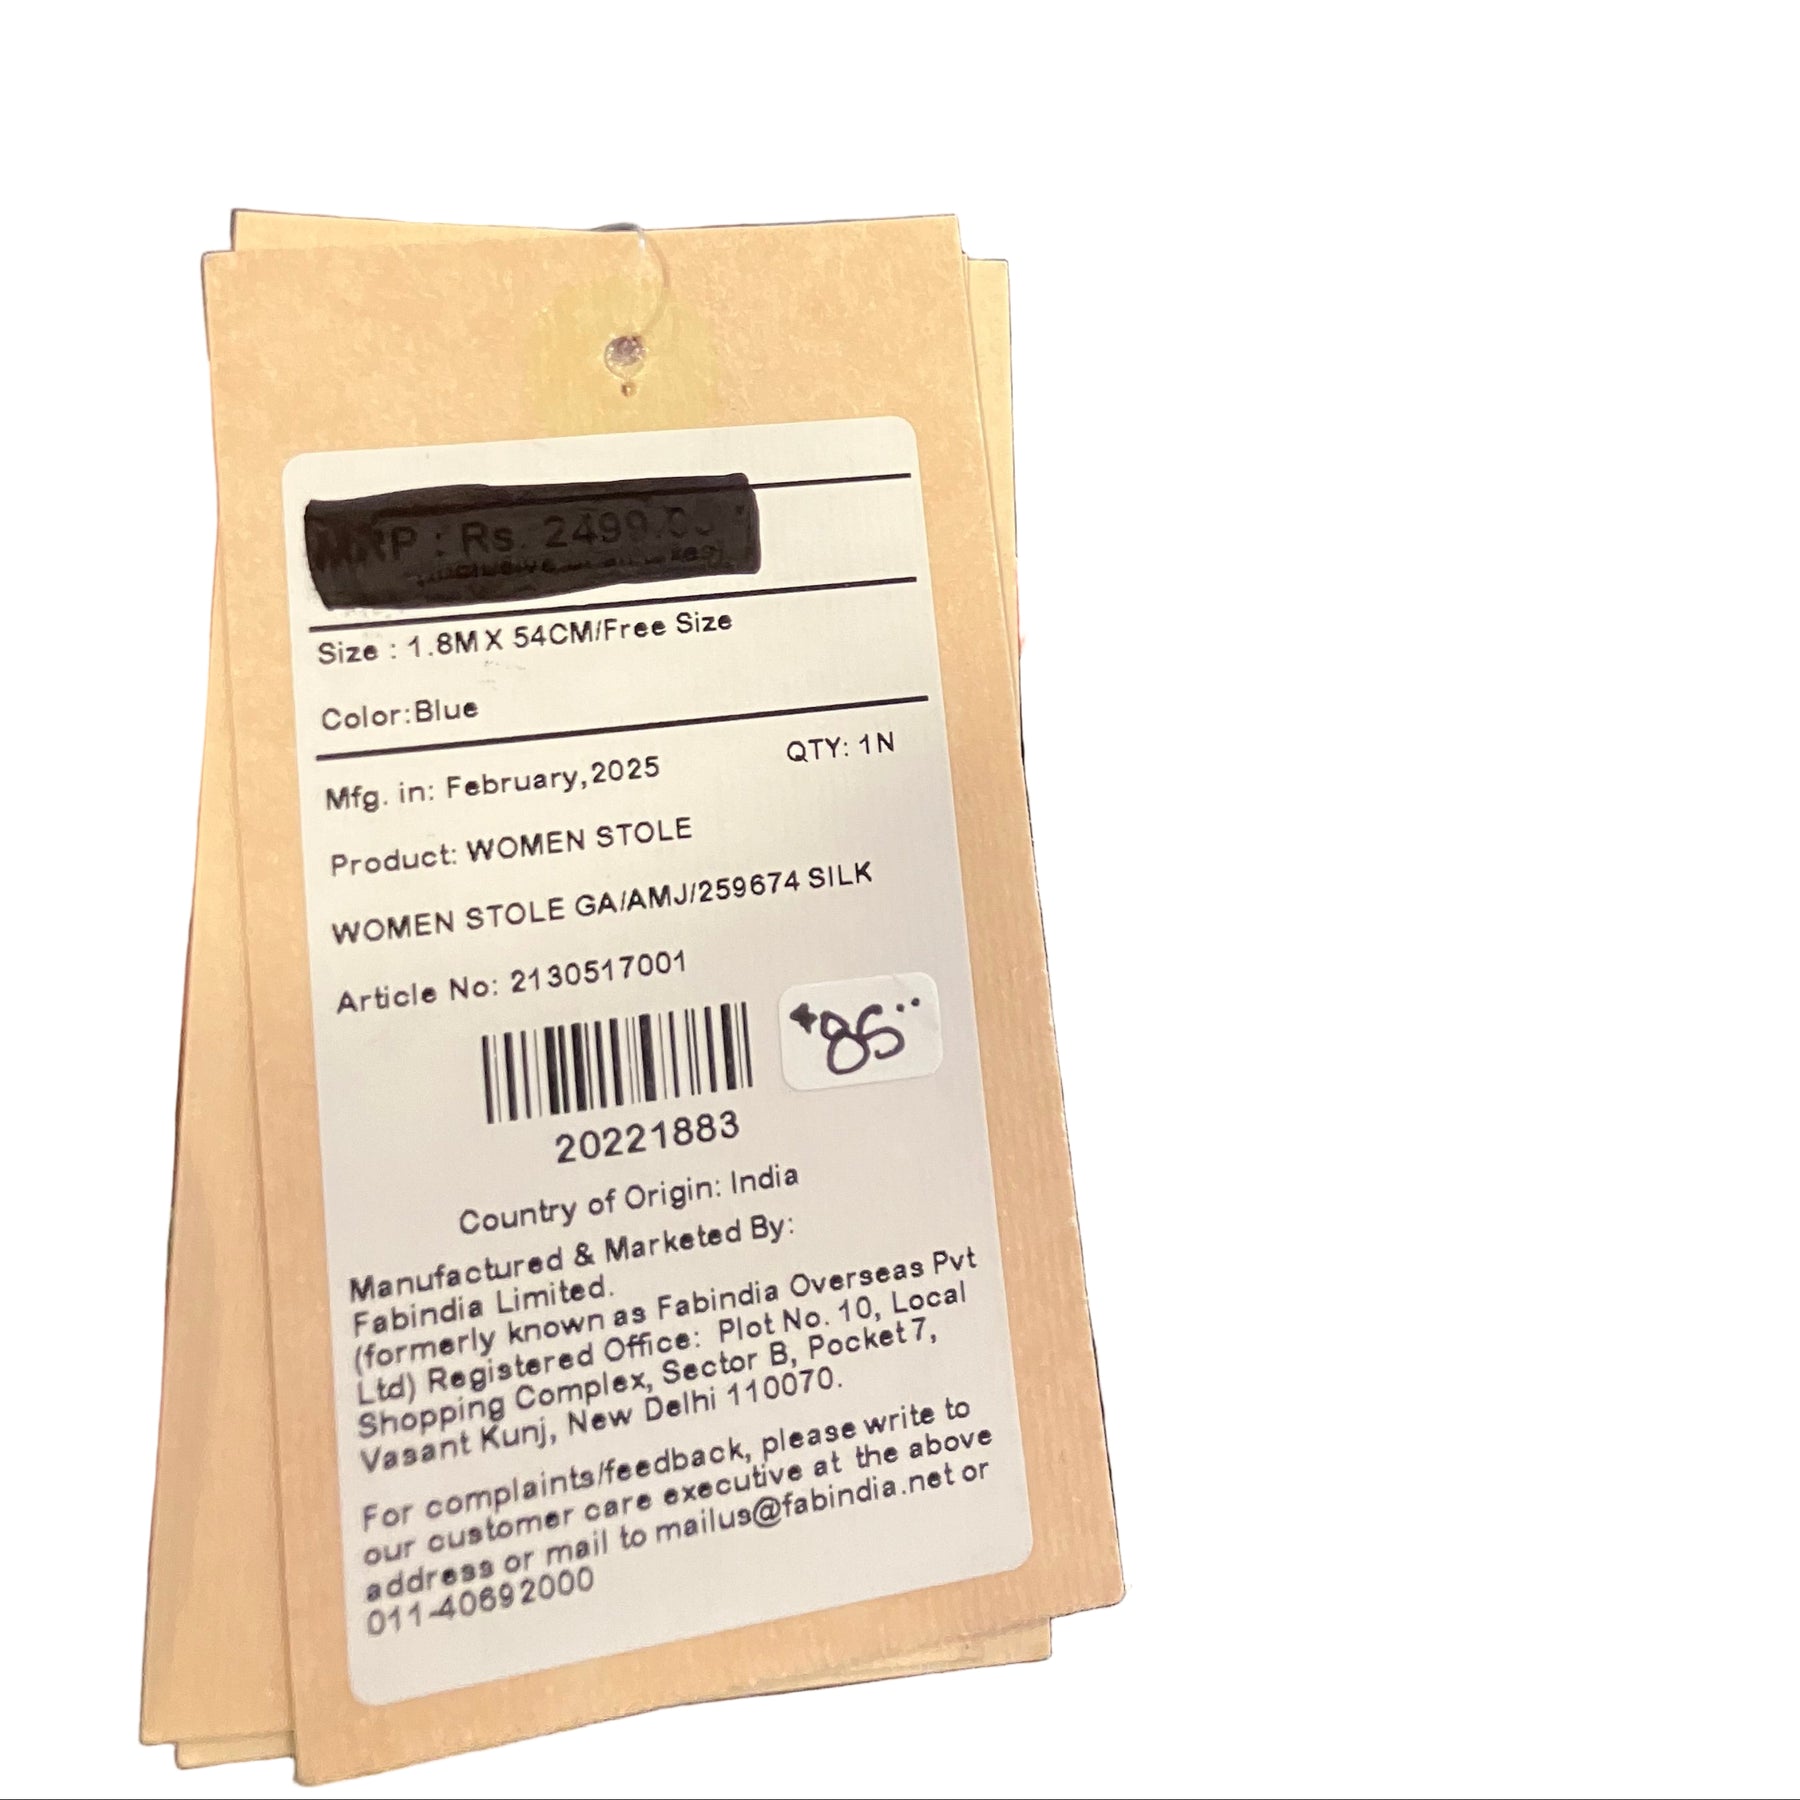 MRP : Rs. 2499.00
(inclusive of all taxes)
Size : 1.8M X 54CM/Free Size
Color:Blue
Mfg. in: February,2025 QTY: 1N
Product: WOMEN STOLE
WOMEN STOLE GA/AMJ/259674 SILK
Article No: 2130517001
$85..
20221883
Country of Origin: India
Manufactured & Marketed By:
Fabindia Limited.
(formerly known as Fabindia Overseas Pvt
Ltd) Registered Office: Plot No. 10, Local
Shopping Complex, Sector B, Pocket 7,
Vasant Kunj, New Delhi 110070.
For complaints/feedback, please write to
our customer care executive at the above
address or mail to mailus@fabindia.net or
011-40692000